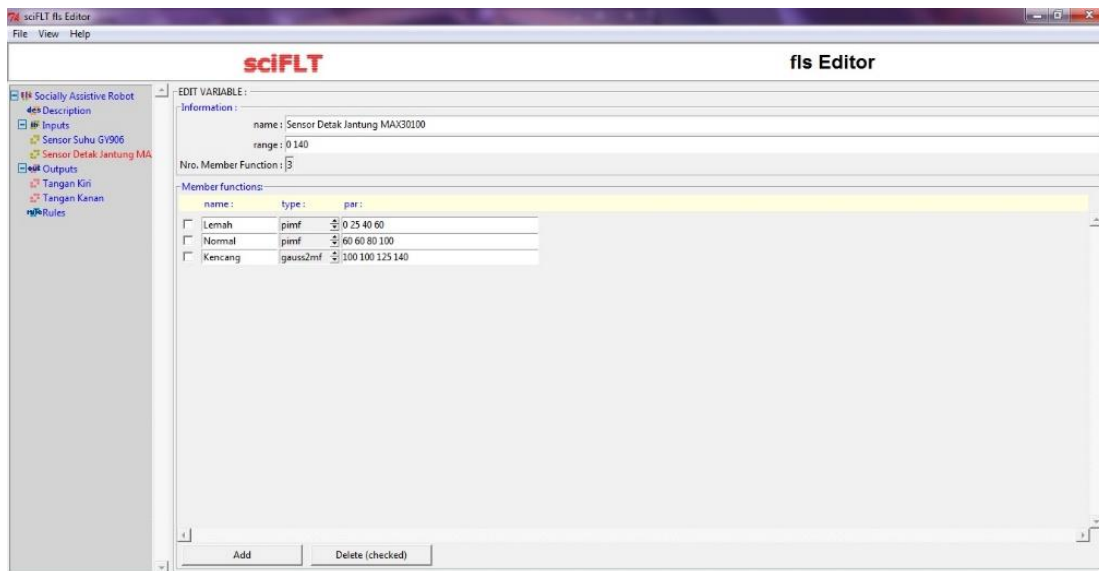 sciFLT fls Editor
File View Help
sciFLT
fls Editor
Socially Assistive Robot
des Description
Inputs
Sensor Suhu GY906
Sensor Detak Jantung MA
out Outputs
Tangan Kiri
Tangan Kanan
rule Rules
EDIT VARIABLE :
Information :
name : Sensor Detak Jantung MAX30100
range : 0 140
Nro. Member Function : 3
Member functions:
name : type : par :
Lemah pimf 0 25 40 60
Normal pimf 60 60 80 100
Kencang gauss2mf 100 100 125 140
Add Delete (checked)